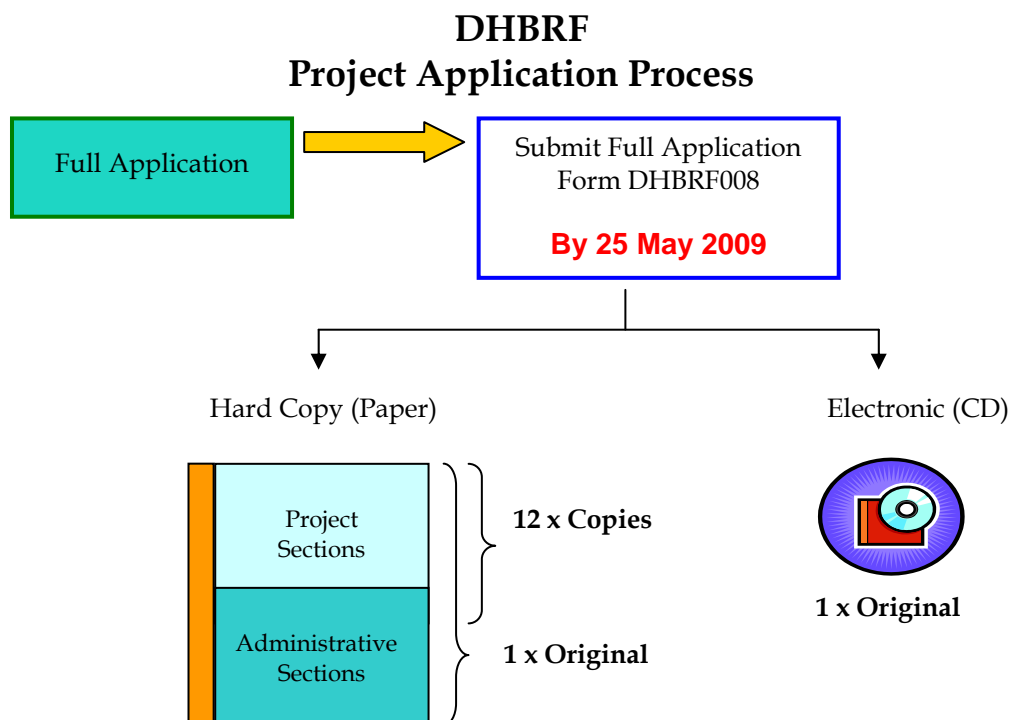 DHBRF
Project Application Process
Full Application
Submit Full Application
Form DHBRF008
By 25 May 2009
Hard Copy (Paper)
Electronic (CD)
Project
Sections
12 x Copies
Administrative
Sections
1 x Original
1 x Original